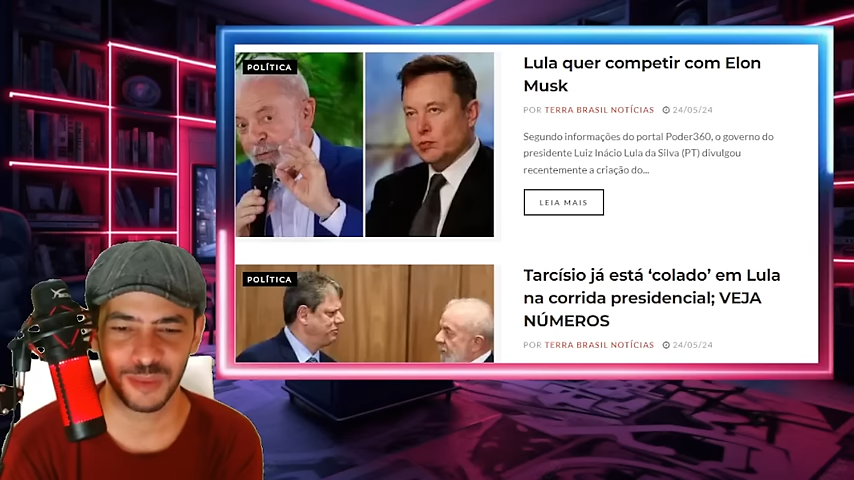 POLÍTICA
Lula quer competir com Elon
Musk
POR TERRA BRASIL NOTÍCIAS 24/05/24
Segundo informações do portal Poder360, o governo do
presidente Luiz Inácio Lula da Silva (PT) divulgou
recentemente a criação do...
LEIA MAIS
POLÍTICA
Tarcísio já está ‘colado’ em Lula
na corrida presidencial; VEJA
NÚMEROS
POR TERRA BRASIL NOTÍCIAS 24/05/24